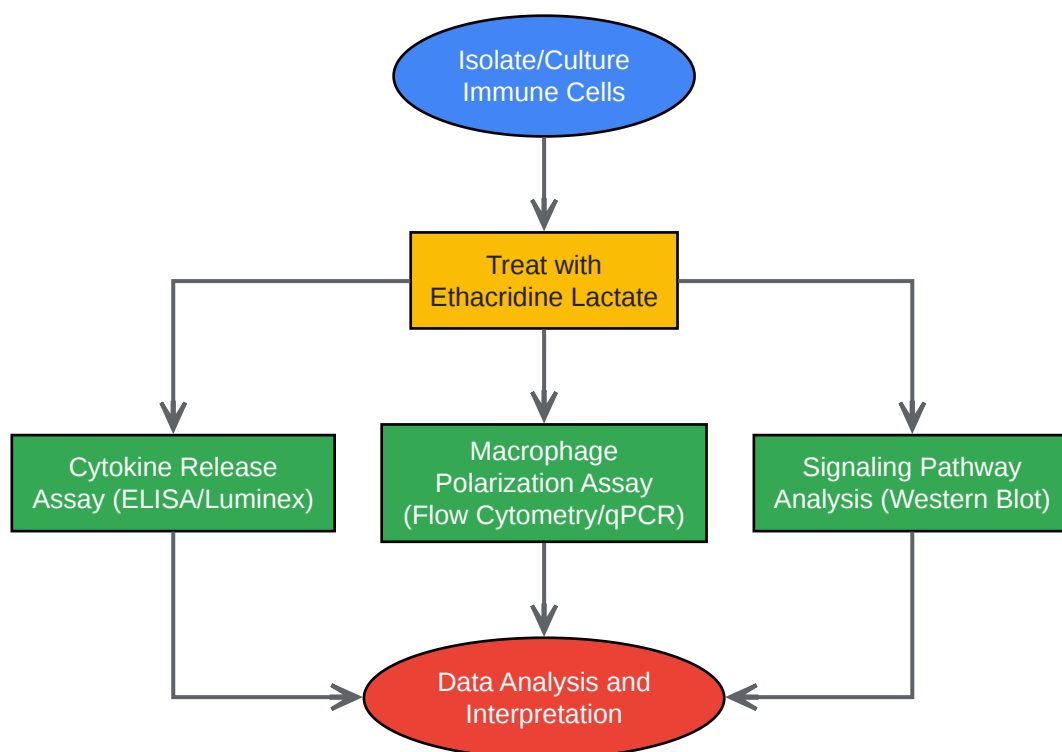 Isolate/Culture
Immune Cells
Treat with
Ethacridine Lactate
Cytokine Release
Assay (ELISA/Luminex)
Macrophage
Polarization Assay
(Flow Cytometry/qPCR)
Signaling Pathway
Analysis (Western Blot)
Data Analysis and
Interpretation